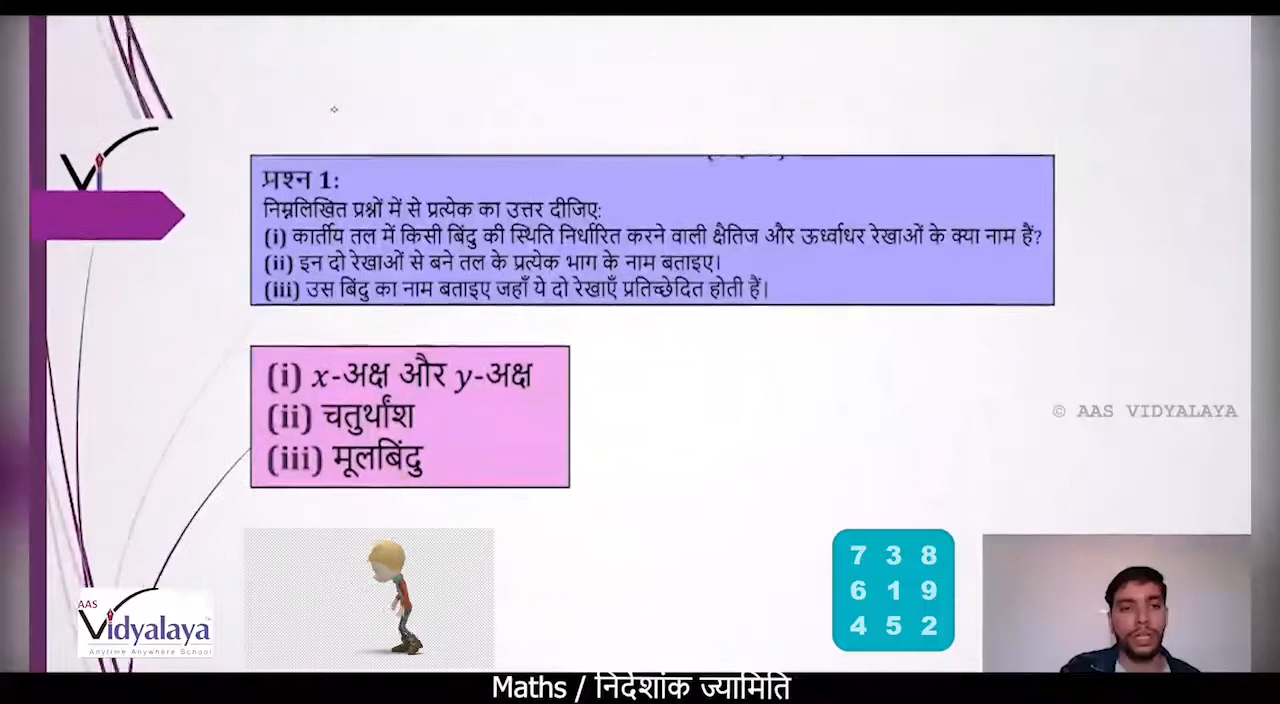 प्रश्न 1:
निम्नलिखित प्रश्नों में से प्रत्येक का उत्तर दीजिए:
(i) कार्तीय तल में किसी बिंदु की स्थिति निर्धारित करने वाली क्षैतिज और ऊर्ध्वाधर रेखाओं के क्या नाम हैं?
(ii) इन दो रेखाओं से बने तल के प्रत्येक भाग के नाम बताइए।
(iii) उस बिंदु का नाम बताइए जहाँ ये दो रेखाएँ प्रतिच्छेदित होती हैं।
(i) x-अक्ष और y-अक्ष
(ii) चतुर्थांश
(iii) मूलबिंदु
© AAS VIDYALAYA
7 3 8
6 1 9
4 5 2
AAS
Vidyalaya
Anytime Anywhere School
Maths / निर्देशांक ज्यामिति